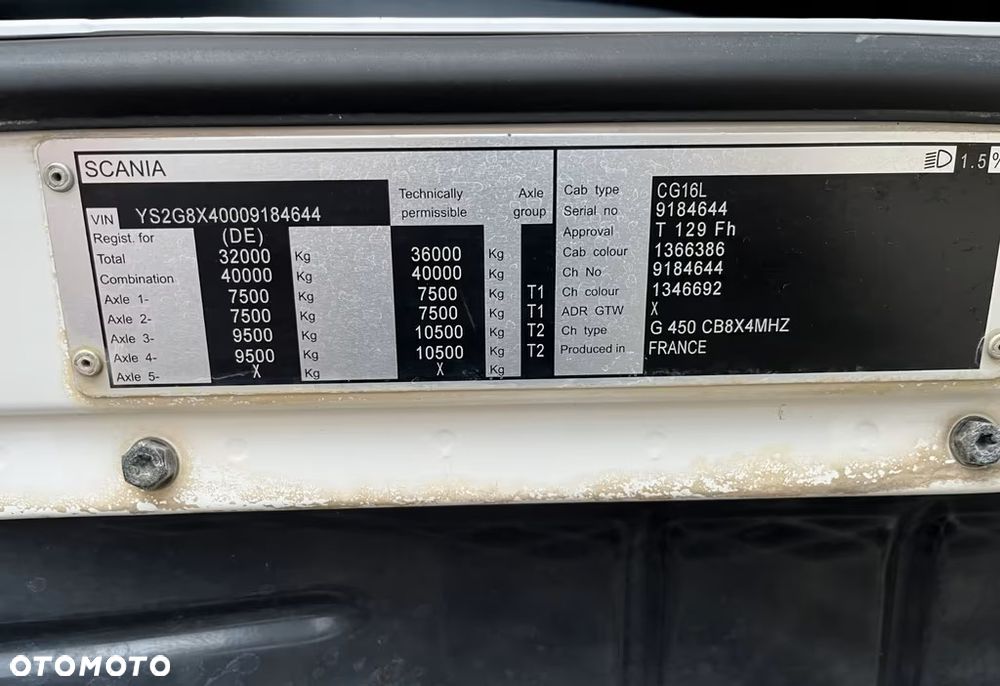 SCANIA 1.5%
VIN YS2G8X40009184644
Technically permissible Axle group
Regist. for (DE)
Total 32000 Kg 36000 Kg
Combination 40000 Kg 40000 Kg
Axle 1- 7500 Kg 7500 Kg T1
Axle 2- 7500 Kg 7500 Kg T1
Axle 3- 9500 Kg 10500 Kg T2
Axle 4- 9500 Kg 10500 Kg T2
Axle 5- X Kg X Kg
Cab type CG16L
Serial no 9184644
Approval T 129 Fh
Cab colour 1366386
Ch No 9184644
Ch colour 1346692
ADR GTW X
Ch type G 450 CB8X4MHZ
Produced in FRANCE
OTOMOTO